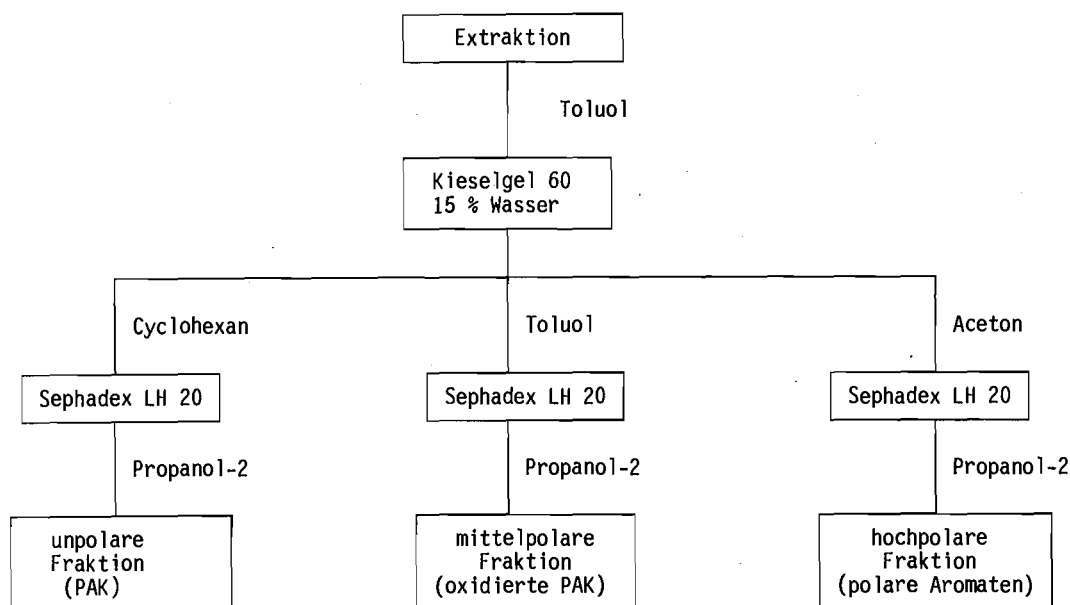 Extraktion
Toluol
Kieselgel 60
15 % Wasser
Cyclohexan
Toluol
Aceton
Sephadex LH 20
Sephadex LH 20
Sephadex LH 20
Propanol-2
Propanol-2
Propanol-2
unpolare
Fraktion
(PAK)
mittelpolare
Fraktion
(oxidierte PAK)
hochpolare
Fraktion
(polare Aromaten)